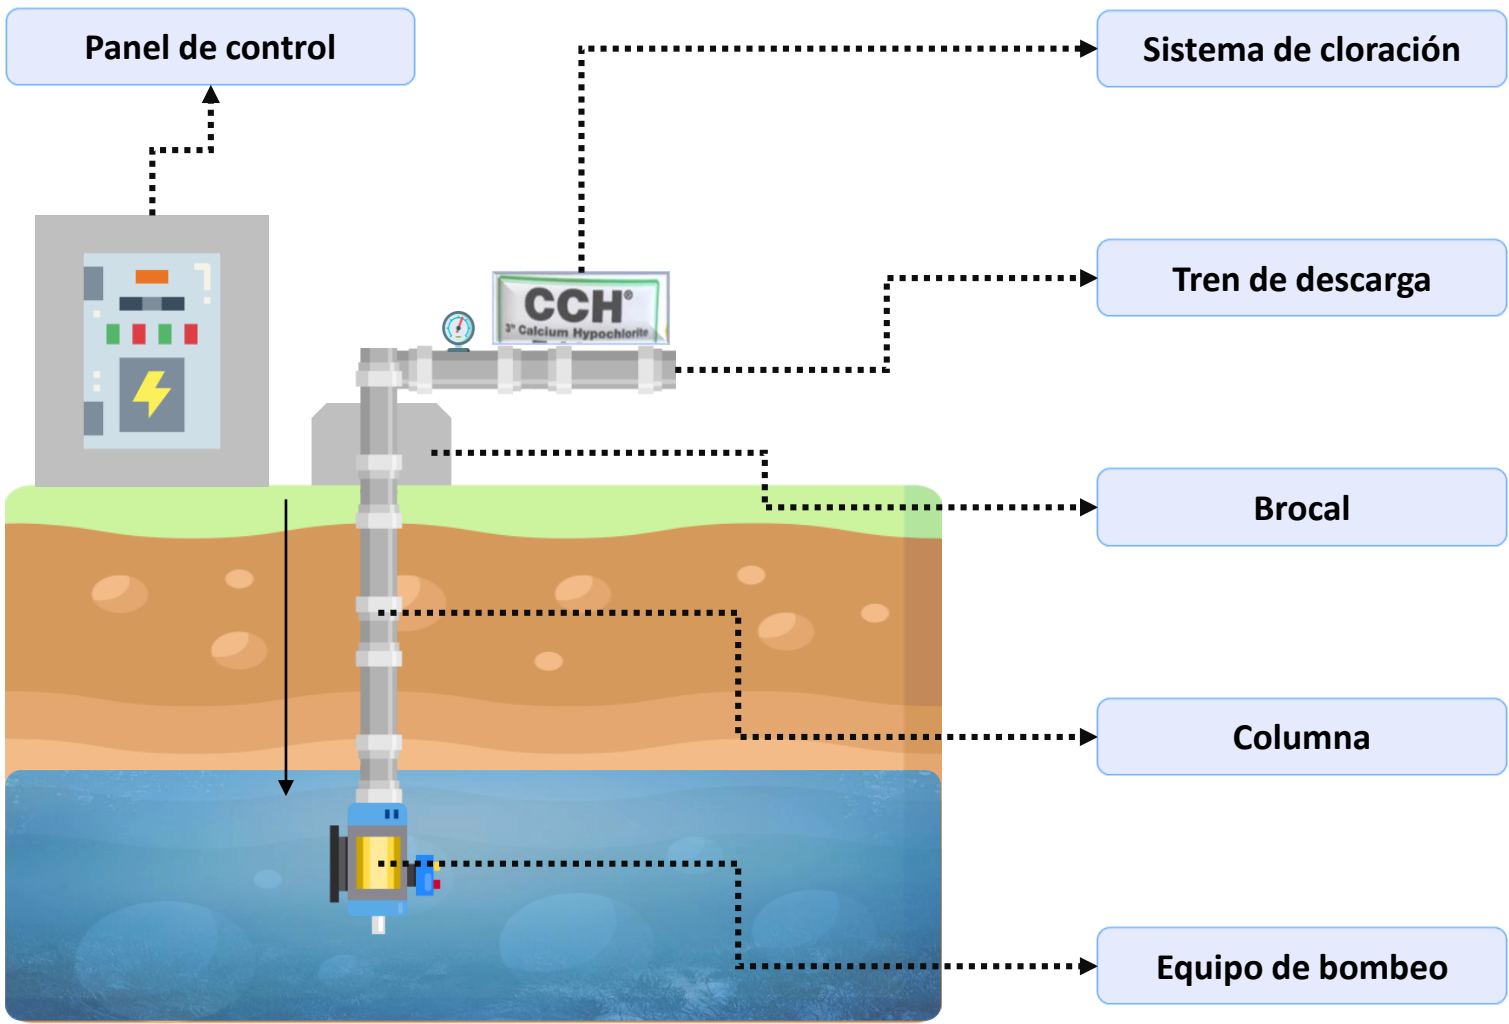 Panel de control
Sistema de cloración
Tren de descarga
CCH®
3" Calcium Hypochlorite
Brocal
Columna
Equipo de bombeo